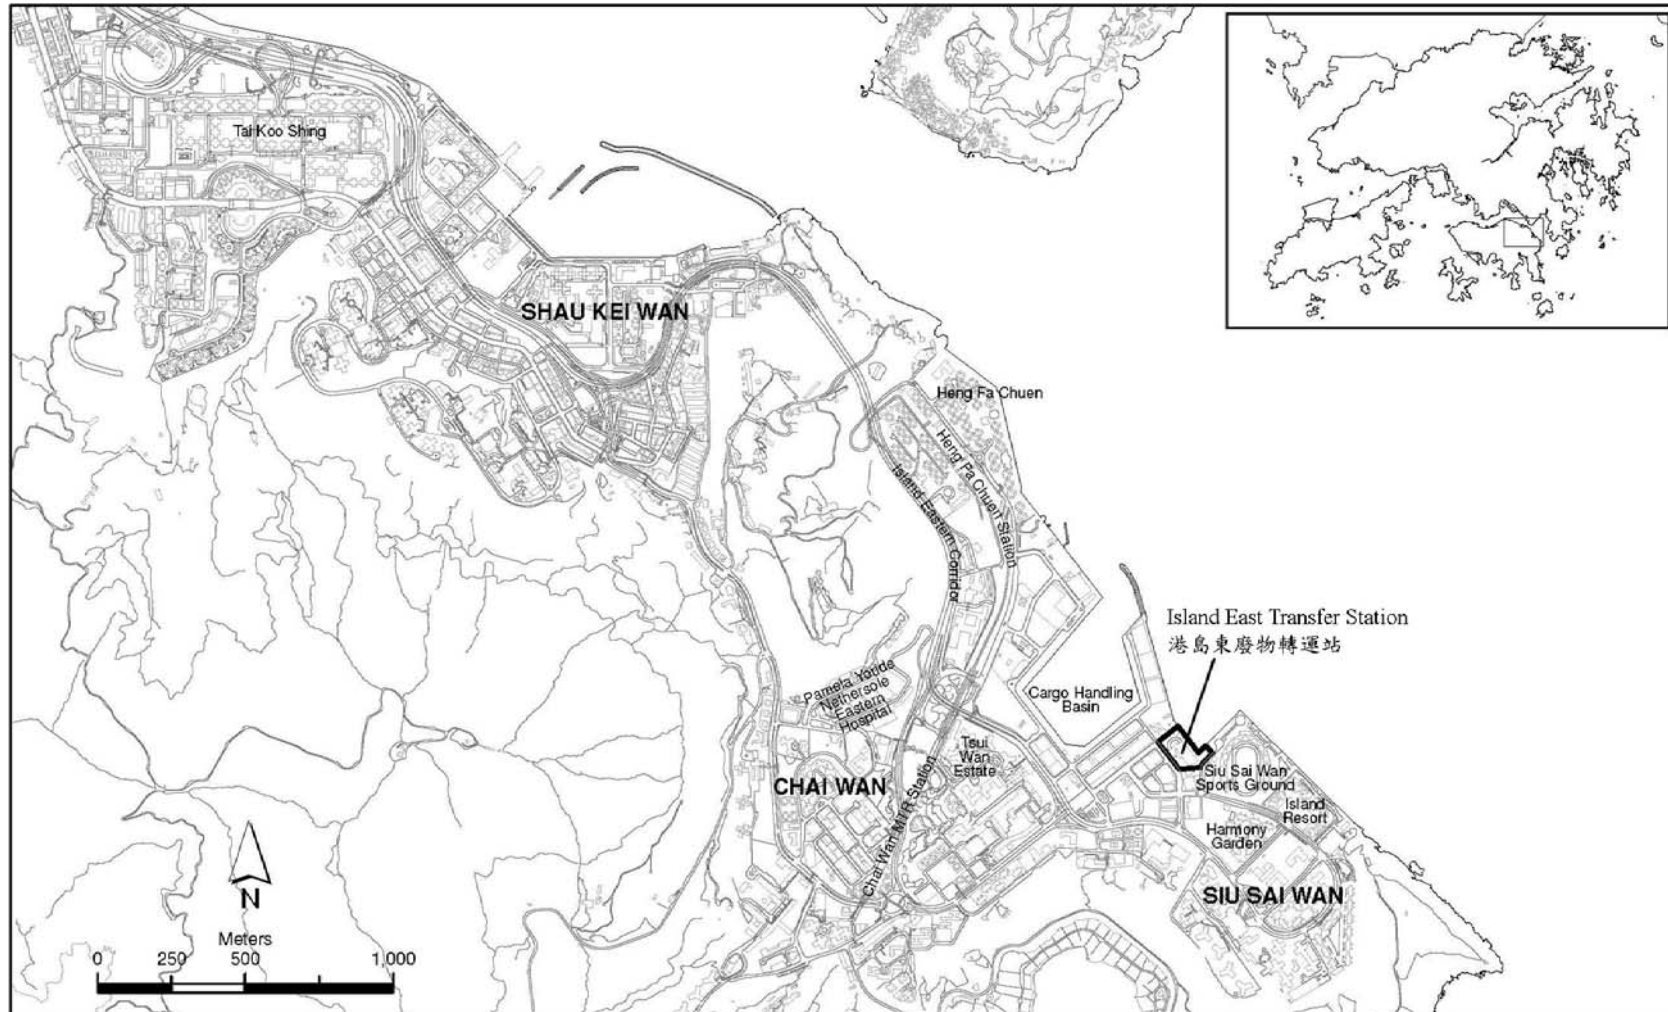 Tai Koo Shing
SHAU KEI WAN
Heng Fa Chuen
Heng Fa Chuen Station
Island Eastern Corridor
Island East Transfer Station
港島東廢物轉運站
Pamela Yonde
Nethersole
Eastern
Hospital
Cargo Handling
Basin
Tsui
Wan
Estate
CHAI WAN
Chai Wan MTR Station
Siu Sai Wan
Sports Ground
Island
Resort
Harmony
Garden
SIU SAI WAN
N
Meters
0 250 500 1,000